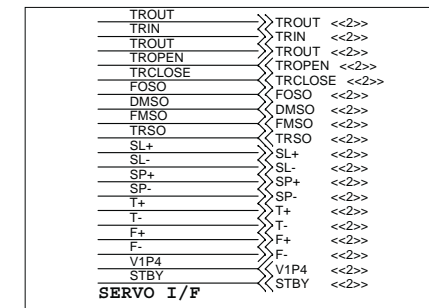 TROUT TROUT <<2>>
TRIN TRIN <<2>>
TROUT TROUT <<2>>
TROPEN TROPEN <<2>>
TRCLOSE TRCLOSE <<2>>
FOSO FOSO <<2>>
DMSO DMSO <<2>>
FMSO FMSO <<2>>
TRSO TRSO <<2>>
SL+ SL+ <<2>>
SL- SL- <<2>>
SP+ SP+ <<2>>
SP- SP- <<2>>
T+ T+ <<2>>
T- T- <<2>>
F+ F+ <<2>>
F- F- <<2>>
V1P4 V1P4 <<2>>
STBY STBY <<2>>
SERVO I/F